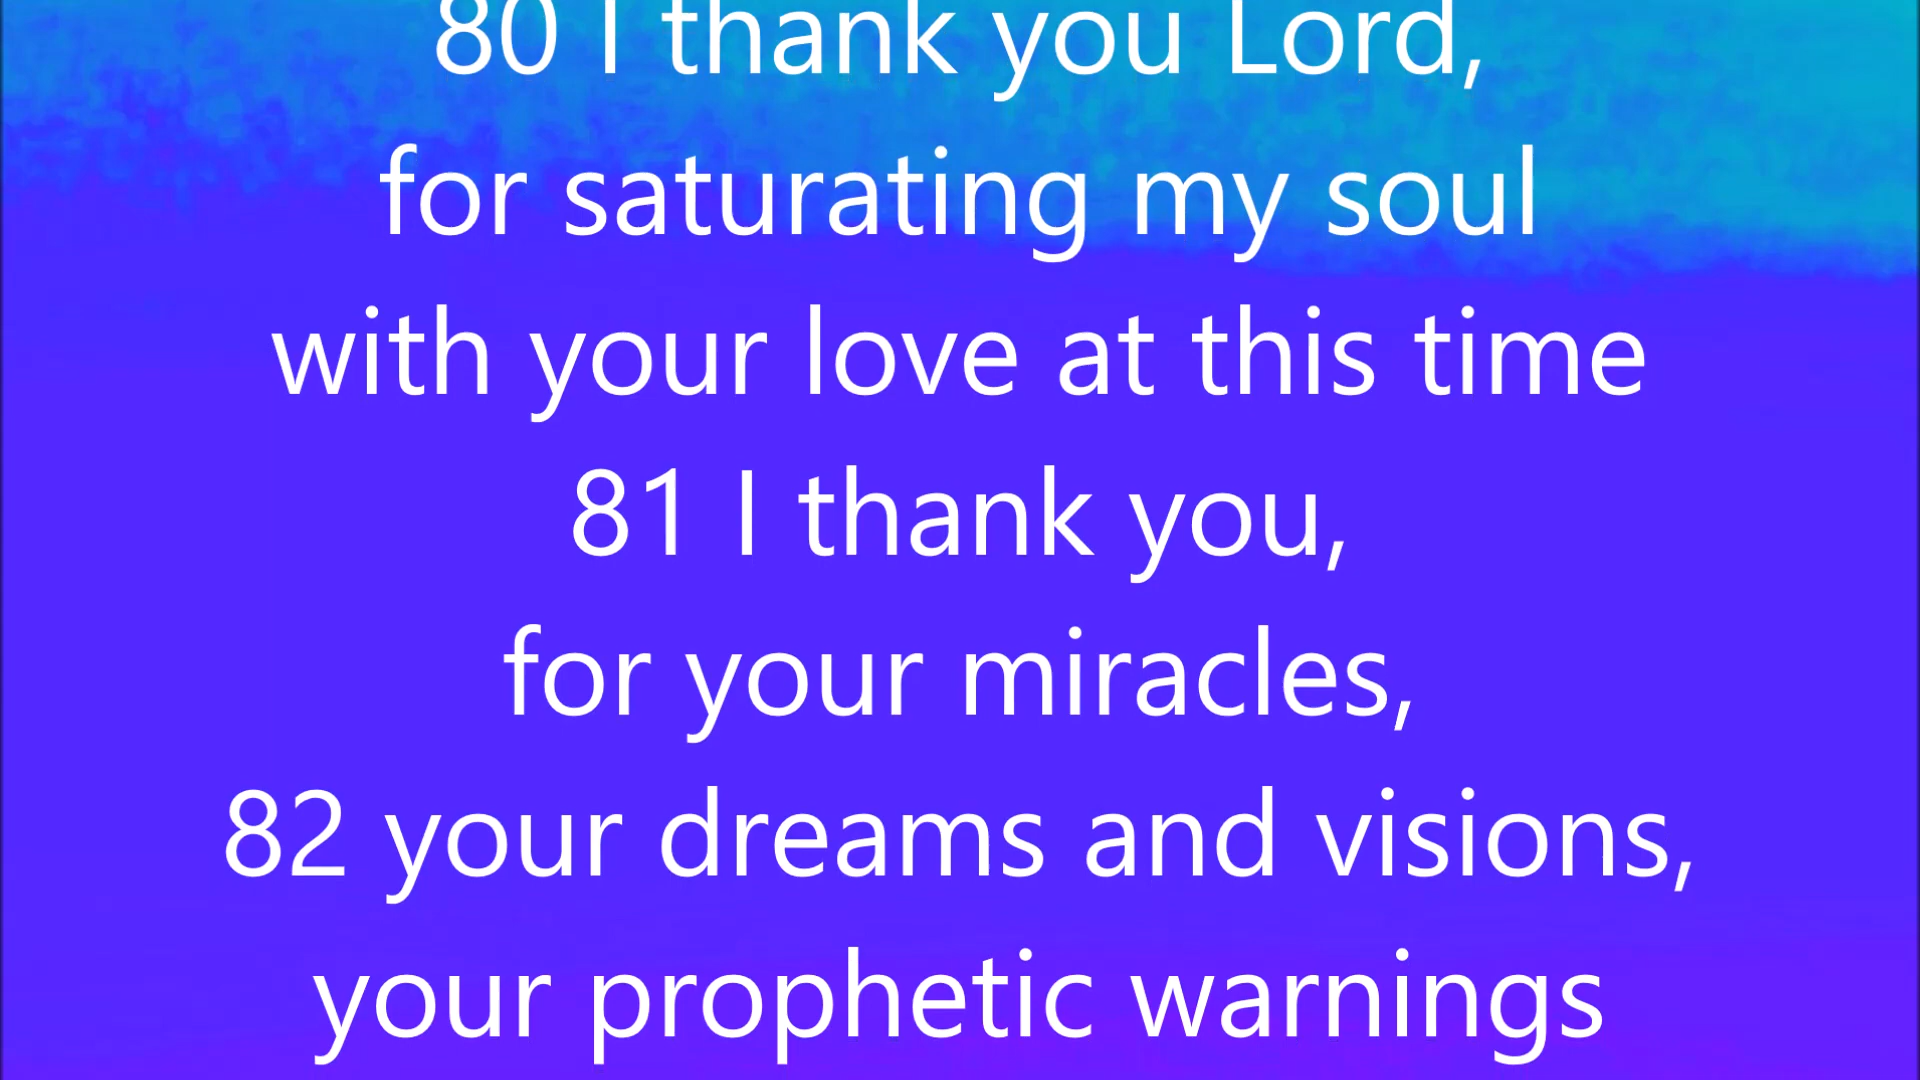 80 I thank you Lord,
for saturating my soul
with your love at this time
81 I thank you,
for your miracles,
82 your dreams and visions,
your prophetic warnings